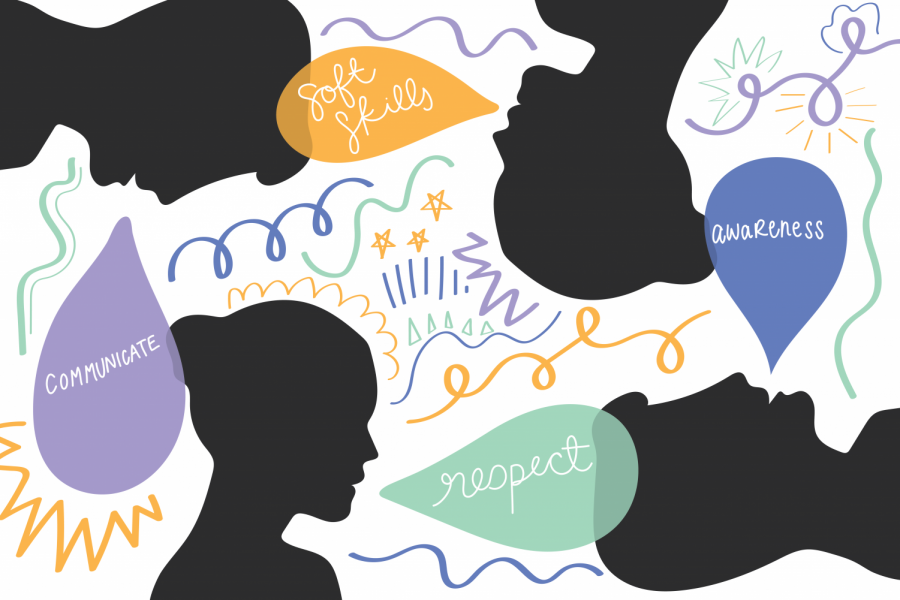 Soft
Skills
awareness
COMMUNICATE
respect